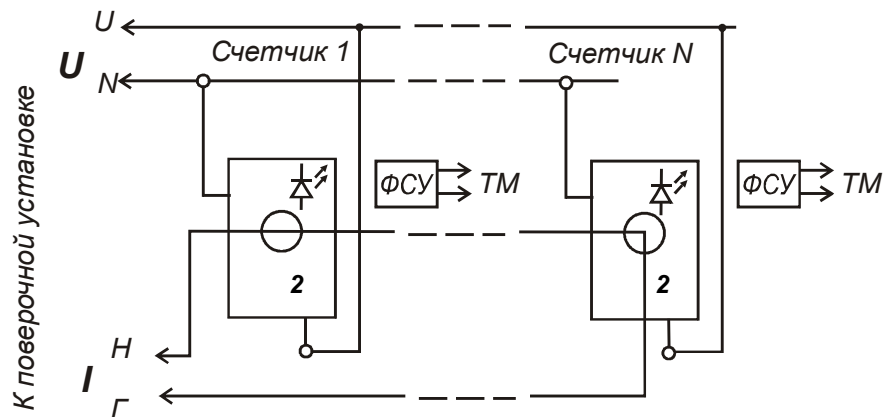 К поверочной установке
U
U
Счетчик 1
Счетчик N
N
ФСУ
ТМ
ФСУ
ТМ
2
2
Н
I
Г